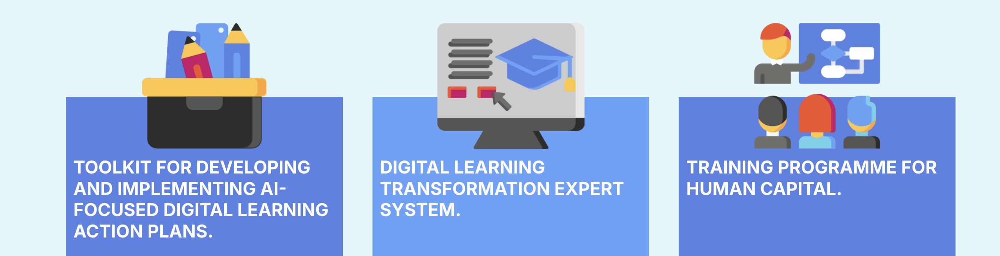 TOOLKIT FOR DEVELOPING
AND IMPLEMENTING AI-
FOCUSED DIGITAL LEARNING
ACTION PLANS.
DIGITAL LEARNING
TRANSFORMATION EXPERT
SYSTEM.
TRAINING PROGRAMME FOR
HUMAN CAPITAL.